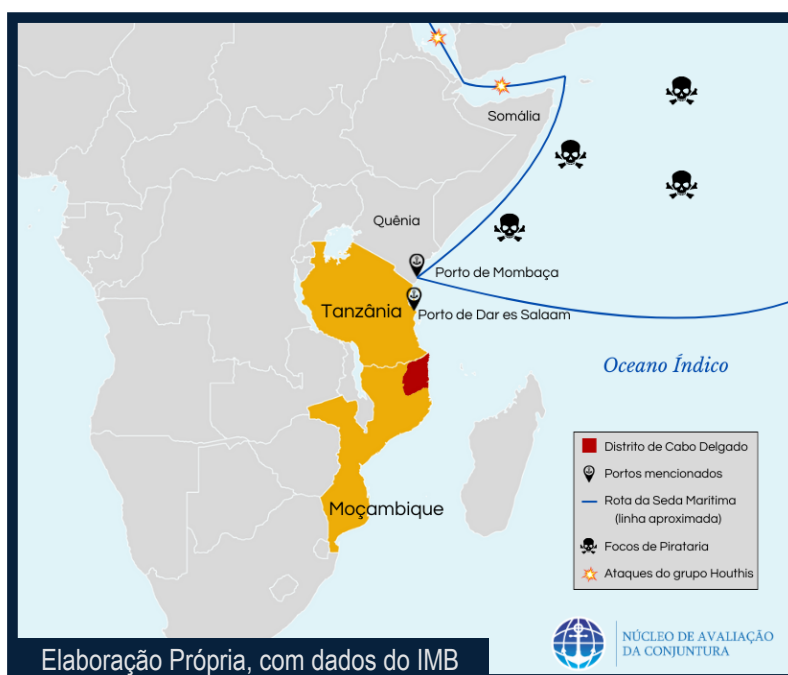 Somália
Quênia
Porto de Mombaça
Tanzânia
Porto de Dar es Salaam
Oceano Índico
Moçambique
Distrito de Cabo Delgado
Portos mencionados
Rota da Seda Marítima
(linha aproximada)
Focos de Pirataria
Ataques do grupo Houthis
NÚCLEO DE AVALIAÇÃO
DA CONJUNTURA
Elaboração Própria, com dados do IMB